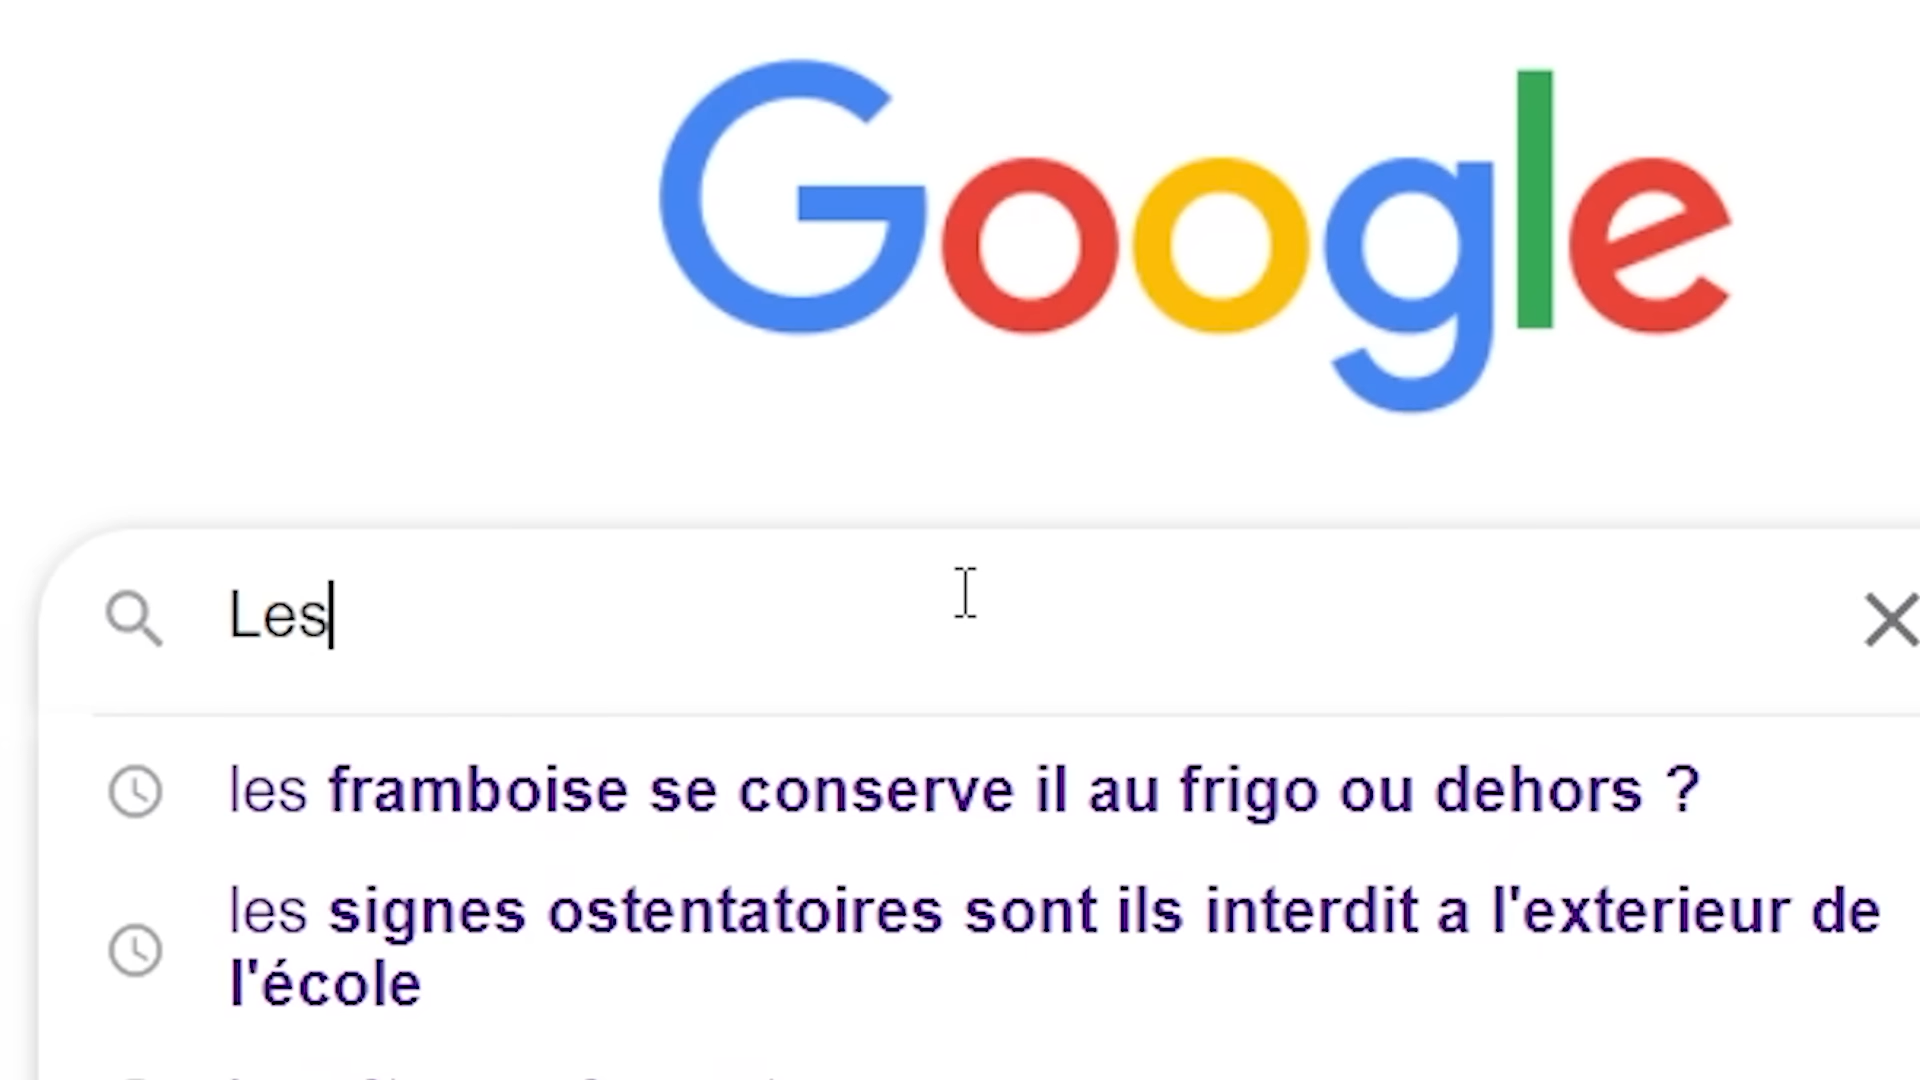 Google
Les
les framboise se conserve il au frigo ou dehors ?
les signes ostentatoires sont ils interdit a l'exterieur de
l'école